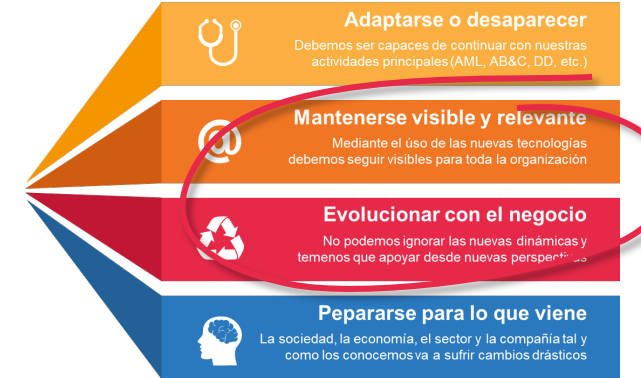 Adaptarse o desaparecer
Debemos ser capaces de continuar con nuestras
actividades principales (AML, AB&C, DD, etc.)
@
Mantenerse visible y relevante
Mediante el úso de las nuevas tecnologías
debemos seguir visibles para toda la organización
Evolucionar con el negocio
No podemos ignorar las nuevas dinámicas y
temenos que apoyar desde nuevas perspectivas
Pepararse para lo que viene
La sociedad, la economía, el sector y la compañía tal y
como los conocemos va a sufrir cambios drásticos